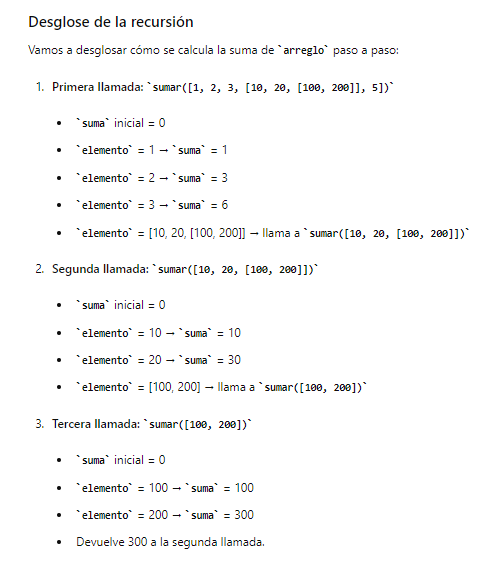 Desglose de la recursión
Vamos a desglosar cómo se calcula la suma de `arreglo` paso a paso:
1. Primera llamada: `sumar([1, 2, 3, [10, 20, [100, 200]], 5])`
• `suma` inicial = 0
• `elemento` = 1 → `suma` = 1
• `elemento` = 2 → `suma` = 3
• `elemento` = 3 → `suma` = 6
• `elemento` = [10, 20, [100, 200]] → llama a `sumar([10, 20, [100, 200]])`
2. Segunda llamada: `sumar([10, 20, [100, 200]])`
• `suma` inicial = 0
• `elemento` = 10 → `suma` = 10
• `elemento` = 20 → `suma` = 30
• `elemento` = [100, 200] → llama a `sumar([100, 200])`
3. Tercera llamada: `sumar([100, 200])`
• `suma` inicial = 0
• `elemento` = 100 → `suma` = 100
• `elemento` = 200 → `suma` = 300
• Devuelve 300 a la segunda llamada.